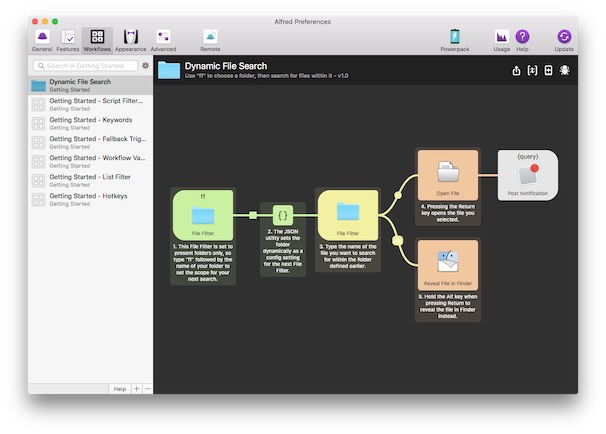 Alfred Preferences
General
Features
Workflows
Appearance
Advanced
Remote
Powerpack
Usage
Help
Update
Search in Getting Started
Dynamic File Search
Getting Started
Getting Started - Script Filter...
Getting Started
Getting Started - Keywords
Getting Started
Getting Started - Fallback Trig...
Getting Started
Getting Started - Workflow Va...
Getting Started
Getting Started - List Filter
Getting Started
Getting Started - Hotkeys
Getting Started
Help
+
−
Dynamic File Search
Use "ff" to choose a folder, then search for files within it - v1.0
ff
File Filter
1. This File Filter is set to
present folders only, so
type "ff" followed by the
name of your folder to
set the scope for your
next search.
{}
2. The JSON
utility sets the
folder
dynamically as a
config setting
for the next File
Filter.
File Filter
3. Type the name of the
file you want to search
for within the folder
defined earlier.
Open File
4. Pressing the Return
key opens the file you
selected.
{query}
Post Notification
Reveal File in Finder
5. Hold the Alt key when
pressing Return to
reveal the file in Finder
instead.